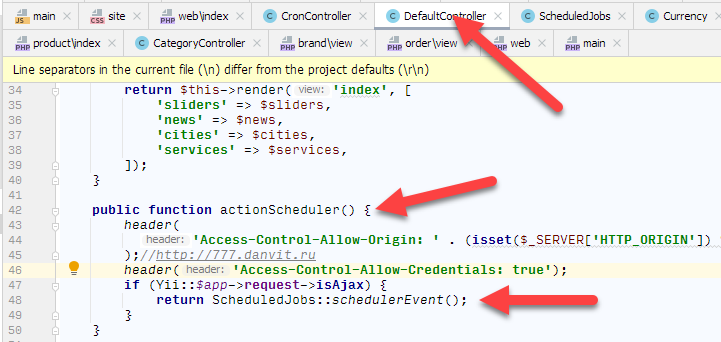 main site web\index CronController DefaultController ScheduledJobs Currency
product\index CategoryController brand\view order\view web main
Line separators in the current file (\n) differ from the project defaults (\r\n)
34 return $this->render( view: 'index', [
35 'sliders' => $sliders,
36 'news' => $news,
37 'cities' => $cities,
38 'services' => $services,
39 ]);
40 }
41
42 public function actionScheduler() {
43 header(
44 header: 'Access-Control-Allow-Origin: ' . (isset($_SERVER['HTTP_ORIGIN'])
45 );//http://777.danvit.ru
46 header( header: 'Access-Control-Allow-Credentials: true');
47 if (Yii::$app->request->isAjax) {
48 return ScheduledJobs::schedulerEvent();
49 }
50 }